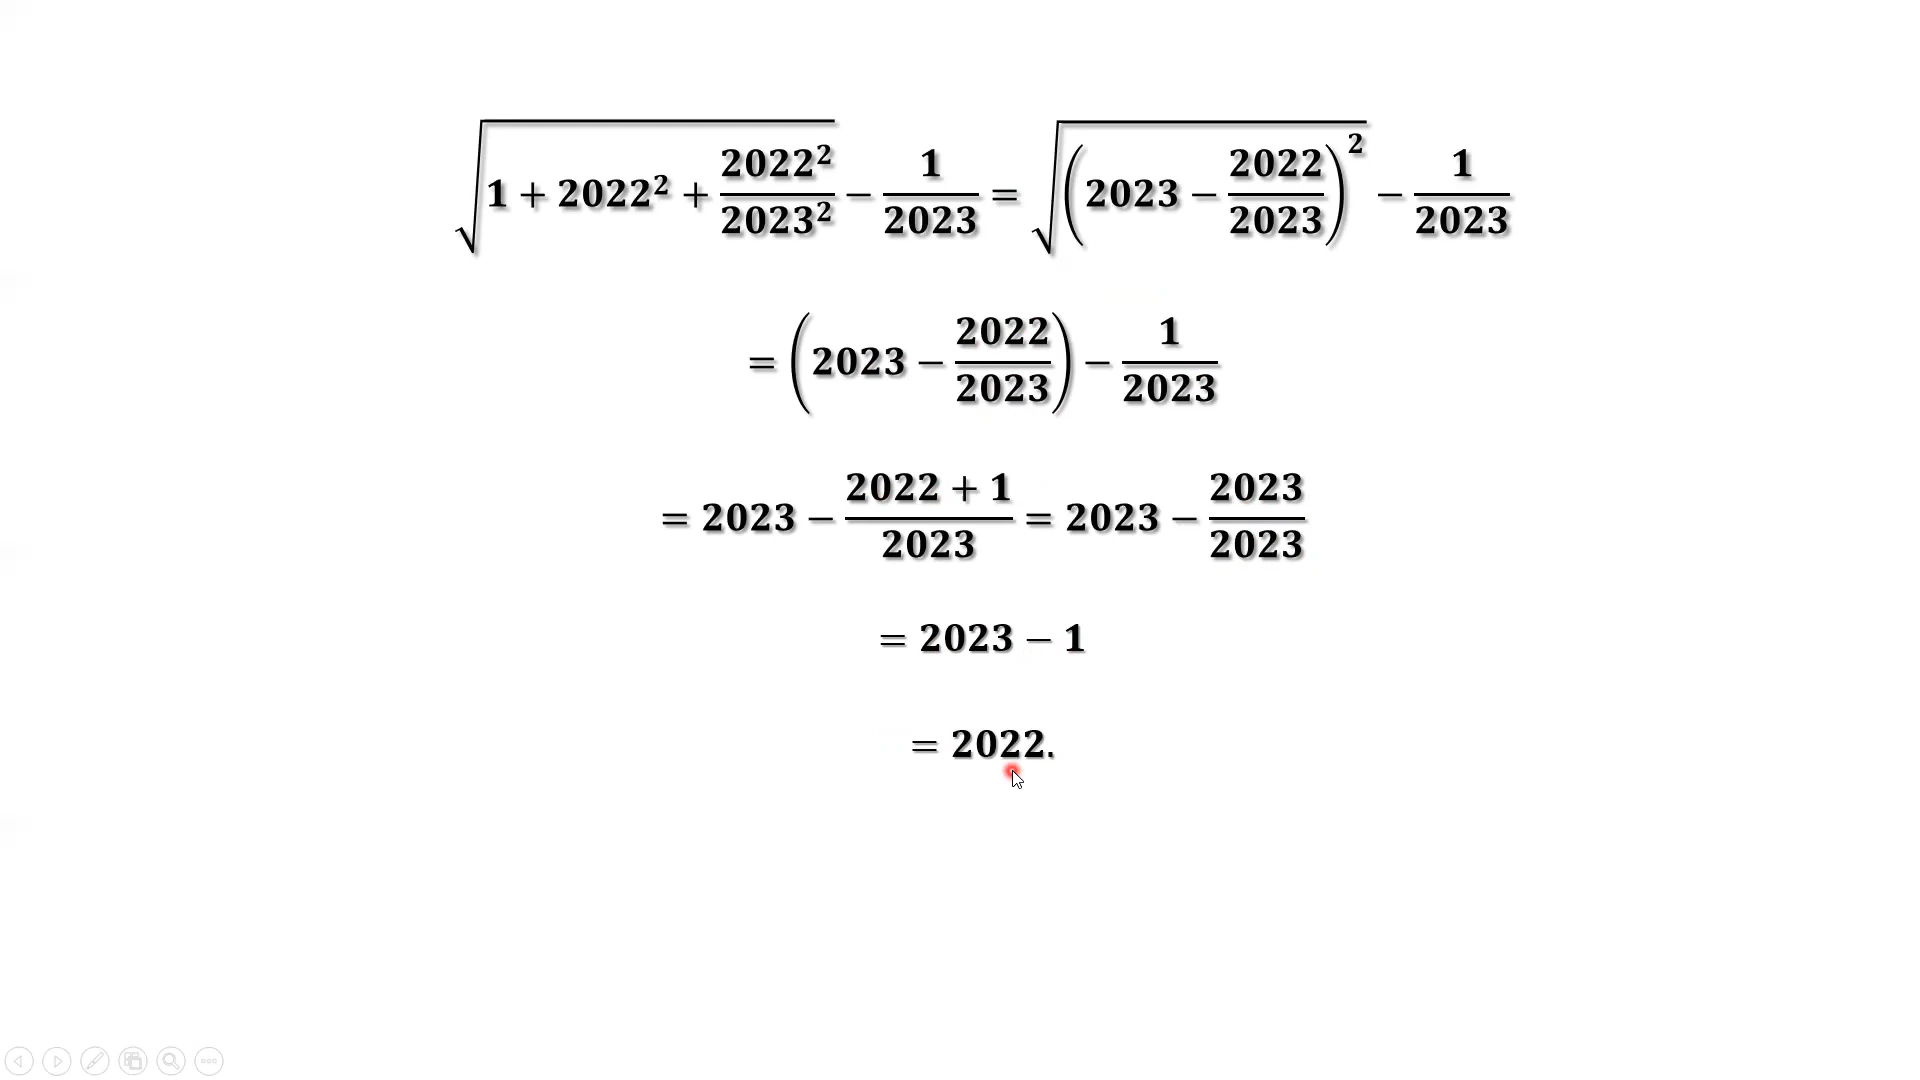 √(1 + 2022² + 2022²/2023²) − 1/2023 = √((2023 − 2022/2023)²) − 1/2023
= (2023 − 2022/2023) − 1/2023
= 2023 − (2022 + 1)/2023 = 2023 − 2023/2023
= 2023 − 1
= 2022.